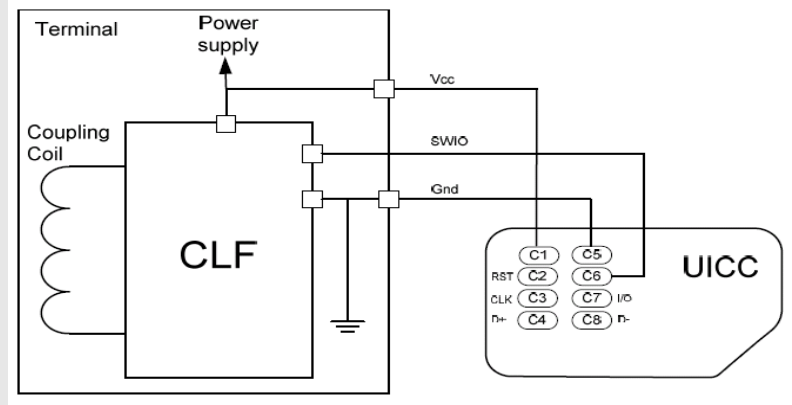 Terminal
Power
supply
Vcc
Coupling
Coil
SWIO
Gnd
CLF
UICC
C1 C5
RST C2 C6
CLK C3 C7 I/O
D+ C4 C8 D-